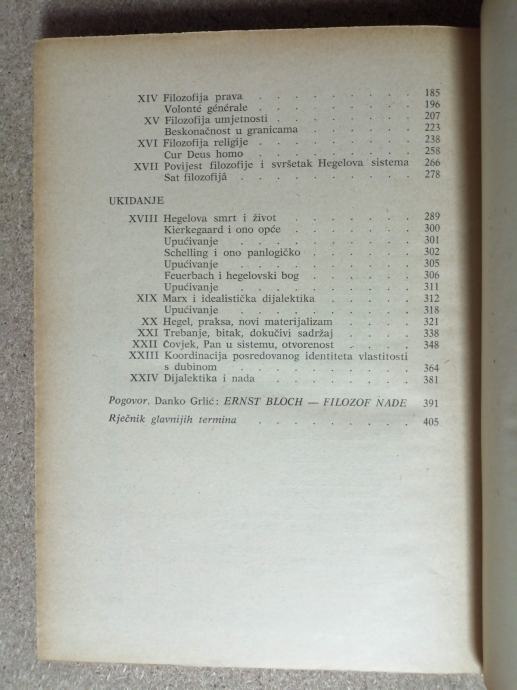 XIV Filozofija prava . . . . . . . . 185
Volonté générale . . . . . . . . 196
XV Filozofija umjetnosti . . . . . . . 207
Beskonačnost u granicama . . . . . . 223
XVI Filozofija religije . . . . . . . . 238
Cur Deus homo . . . . . . . . 258
XVII Povijest filozofije i svršetak Hegelova sistema 266
Sat filozofijâ . . . . . . . . . 278
UKIDANJE
XVIII Hegelova smrt i život . . . . . . 289
Kierkegaard i ono opće . . . . . . 300
Upućivanje . . . . . . . . . 301
Schelling i ono panlogičko . . . . . 302
Upućivanje . . . . . . . . . 305
Feuerbach i hegelovski bog . . . . . 306
Upućivanje . . . . . . . . . 311
XIX Marx i idealistička dijalektika . . . . 312
Upućivanje . . . . . . . . . 318
XX Hegel, praksa, novi materijalizam . . . . 321
XXI Trebanje, bitak, dokučivi sadržaj . . . . 338
XXII Čovjek, Pan u sistemu, otvorenost . . . 348
XXIII Koordinacija posredovanog identiteta vlastitosti
s dubinom . . . . . . . . . 364
XXIV Dijalektika i nada . . . . . . . 381
Pogovor, Danko Grlić: ERNST BLOCH — FILOZOF NADE 391
Rječnik glavnijih termina . . . . . . . . 405